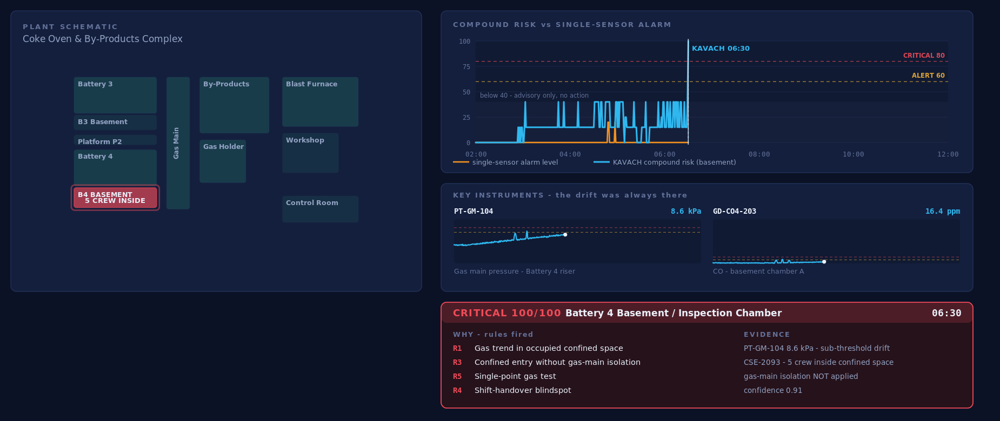 PLANT SCHEMATIC
Coke Oven & By-Products Complex
Battery 3
B3 Basement
Platform P2
Battery 4
B4 BASEMENT
5 CREW INSIDE
Gas Main
By-Products
Gas Holder
Blast Furnace
Workshop
Control Room
COMPOUND RISK vs SINGLE-SENSOR ALARM
100
75
50
25
0
KAVACH 06:30
CRITICAL 80
ALERT 60
below 40 - advisory only, no action
02:00 04:00 06:00 08:00 10:00 12:00
single-sensor alarm level KAVACH compound risk (basement)
KEY INSTRUMENTS - the drift was always there
PT-GM-104 8.6 kPa
Gas main pressure - Battery 4 riser
GD-CO4-203 16.4 ppm
CO - basement chamber A
CRITICAL 100/100 Battery 4 Basement / Inspection Chamber 06:30
WHY - rules fired
R1 Gas trend in occupied confined space
R3 Confined entry without gas-main isolation
R5 Single-point gas test
R4 Shift-handover blindspot
EVIDENCE
PT-GM-104 8.6 kPa - sub-threshold drift
CSE-2093 - 5 crew inside confined space
gas-main isolation NOT applied
confidence 0.91